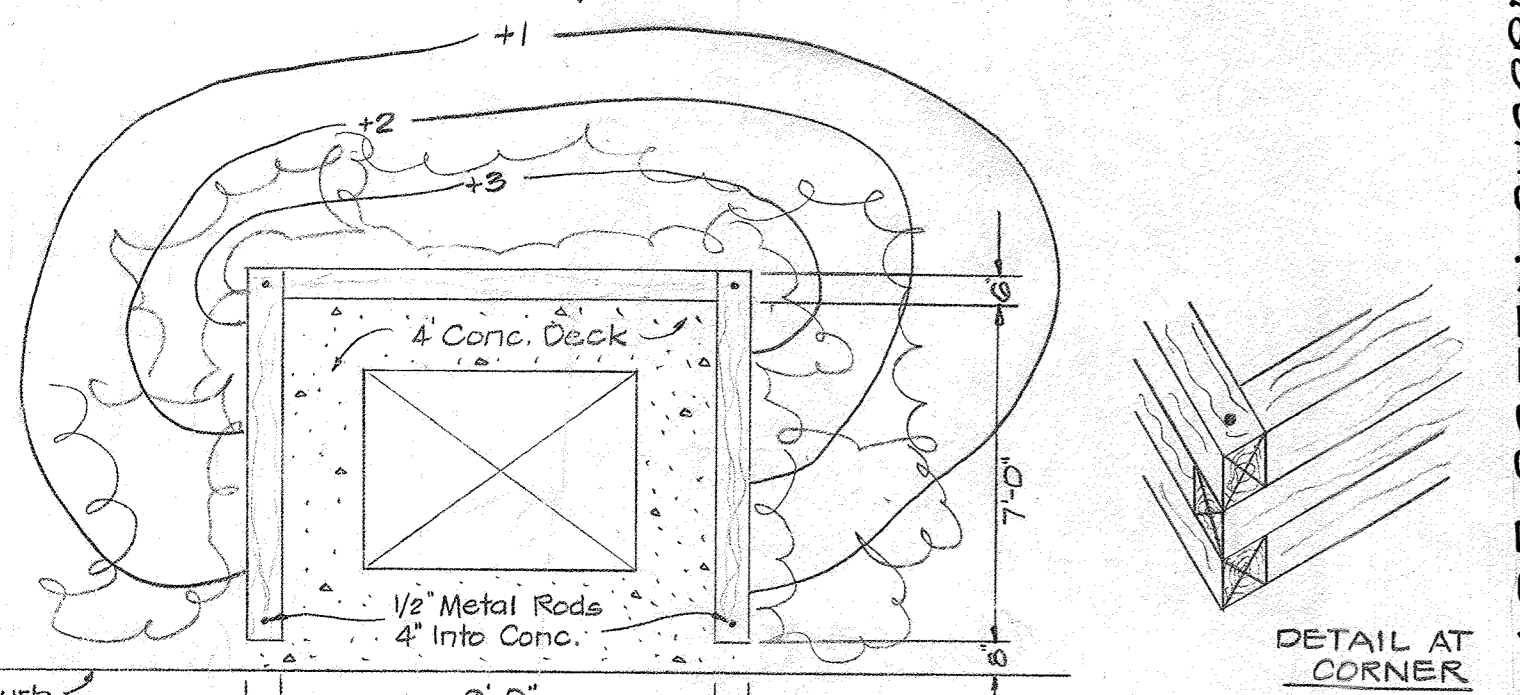 +1
+2
+3
4" Conc. Deck
6"
7'-0"
1/2" Metal Rods
4" Into Conc.
8"
DETAIL AT
CORNER